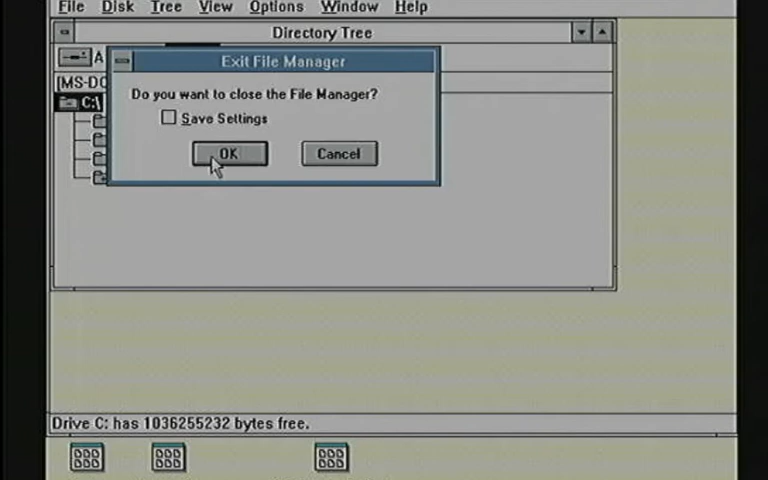 File Disk Tree View Options Window Help
Directory Tree
A
Exit File Manager
[MS-DO
Do you want to close the File Manager?
C:\
Save Settings
OK Cancel
Drive C: has 1036255232 bytes free.